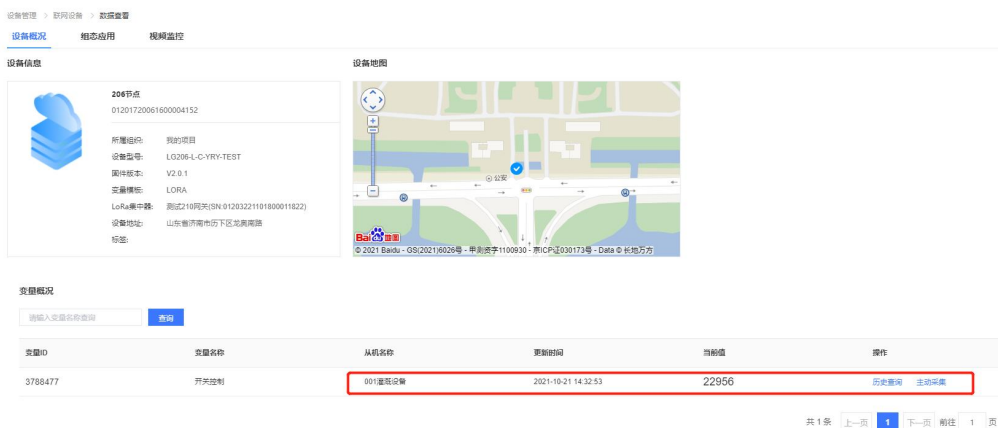 设备管理 > 联网设备 > 数据查看
设备概况 组态应用 视频监控
设备信息
206节点
01201720061600004152
所属组织: 我的项目
设备型号: LG206-L-C-YRY-TEST
固件版本: V2.0.1
变量模板: LORA
LoRa集中器: 测试210网关(SN:01203221101800011822)
设备地址: 山东省济南市历下区龙奥南路
标签:
设备地图
公安
Bai 地图
© 2021 Baidu - GS(2021)6026号 - 甲测资字1100930 - 京ICP证030173号 - Data © 长地万方
变量概况
请输入变量名称查询 查询
变量ID 变量名称 从机名称 更新时间 当前值 操作
3788477 开关控制 001灌溉设备 2021-10-21 14:32:53 22956 历史查询 主动采集
共 1 条 上一页 1 下一页 前往 1 页